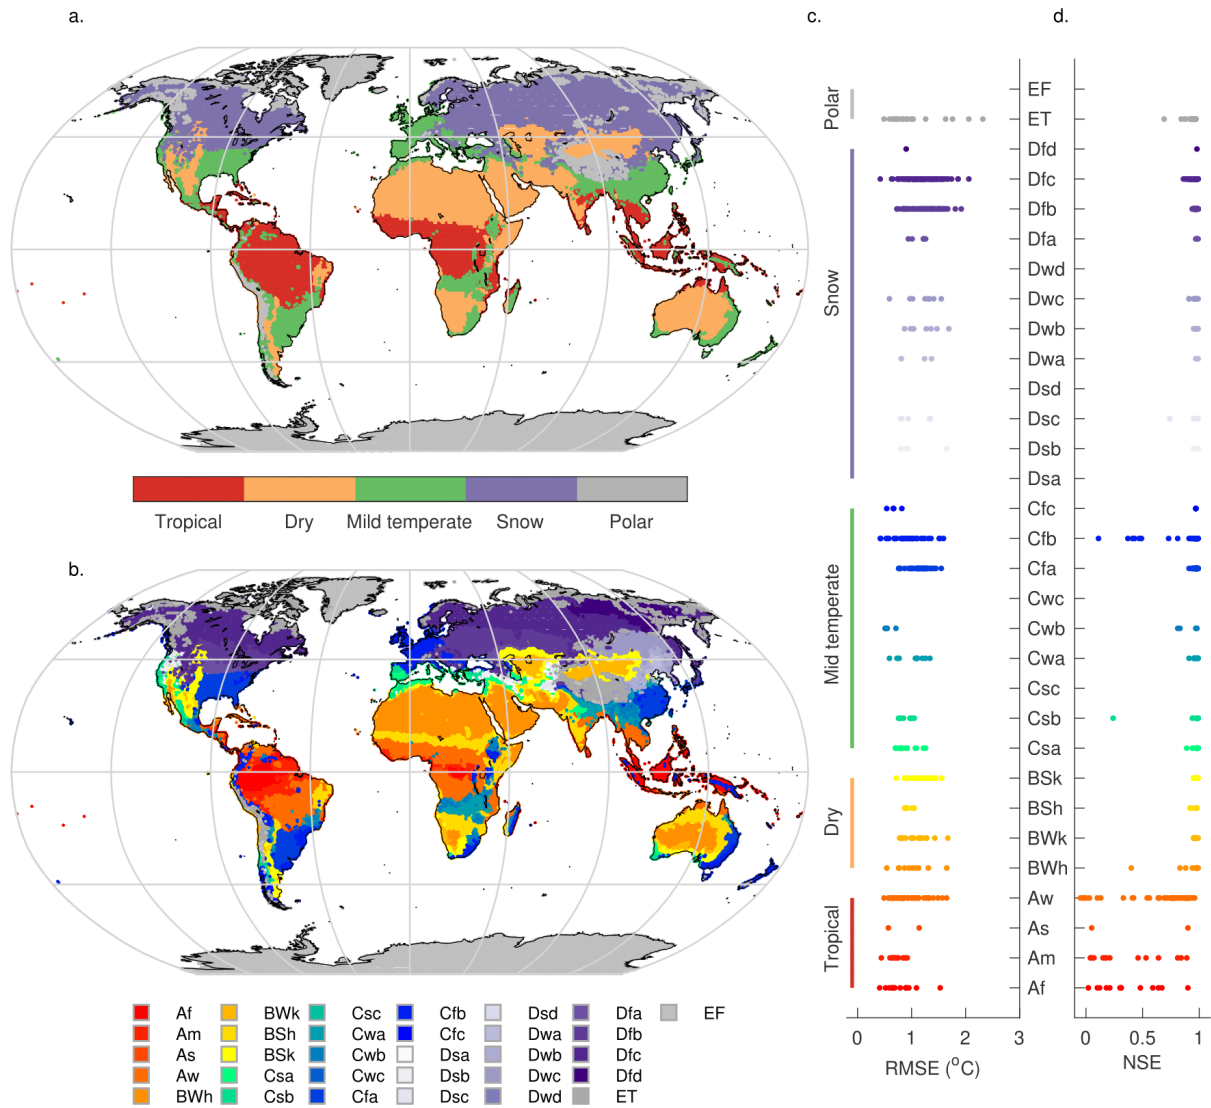 a.
Tropical Dry Mild temperate Snow Polar
b.
Af BWk Csc Cfb Dsd Dfa EF
Am BSh Cwa Cfc Dwa Dfb
As BSk Cwb Dsa Dwb Dfc
Aw Csa Cwc Dsb Dwc Dfd
BWh Csb Cfa Dsc Dwd ET
c. d.
Polar
Snow
Mid temperate
Dry
Tropical
EF
ET
Dfd
Dfc
Dfb
Dfa
Dwd
Dwc
Dwb
Dwa
Dsd
Dsc
Dsb
Dsa
Cfc
Cfb
Cfa
Cwc
Cwb
Cwa
Csc
Csb
Csa
BSk
BSh
BWk
BWh
Aw
As
Am
Af
0 1 2 3 0 0.5 1
RMSE (°C) NSE